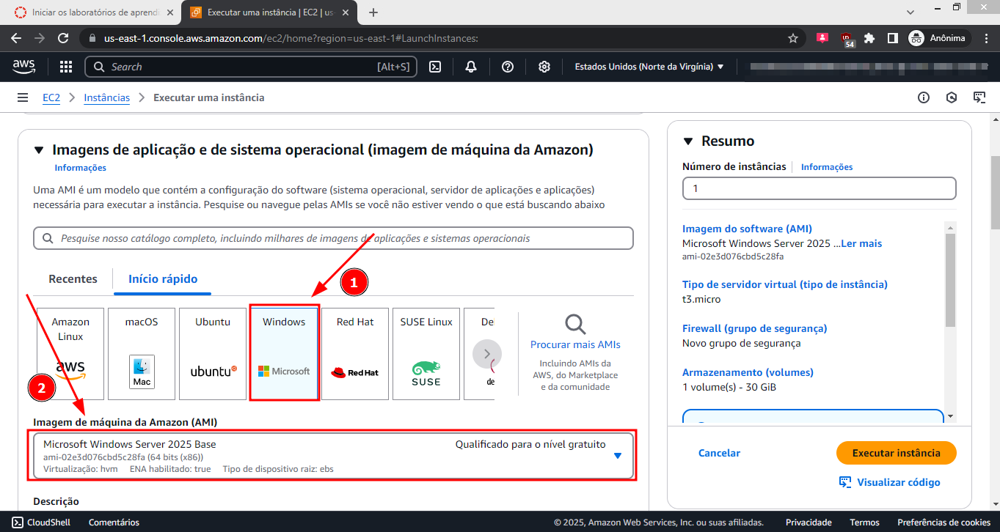 Iniciar os laboratórios de aprendi
Executar uma instância | EC2 | us-
us-east-1.console.aws.amazon.com/ec2/home?region=us-east-1#LaunchInstances:
54
Anônima
aws
Search
[Alt+S]
Estados Unidos (Norte da Virgínia)
EC2
Instâncias
Executar uma instância
Imagens de aplicação e de sistema operacional (imagem de máquina da Amazon)
Informações
Uma AMI é um modelo que contém a configuração do software (sistema operacional, servidor de aplicações e aplicações)
necessária para executar a instância. Pesquise ou navegue pelas AMIs se você não estiver vendo o que está buscando abaixo
Pesquise nosso catálogo completo, incluindo milhares de imagens de aplicações e sistemas operacionais
Recentes
Início rápido
1
Amazon
Linux
aws
macOS
Mac
Ubuntu
ubuntu
Windows
Microsoft
Red Hat
Red Hat
SUSE Linux
SUSE
De
de
Procurar mais AMIs
Incluindo AMIs da
AWS, do Marketplace
e da comunidade
2
Imagem de máquina da Amazon (AMI)
Microsoft Windows Server 2025 Base
Qualificado para o nível gratuito
ami-02e3d076cbd5c28fa (64 bits (x86))
Virtualização: hvm ENA habilitado: true Tipo de dispositivo raiz: ebs
Descrição
Resumo
Número de instâncias
Informações
1
Imagem do software (AMI)
Microsoft Windows Server 2025 ...Ler mais
ami-02e3d076cbd5c28fa
Tipo de servidor virtual (tipo de instância)
t3.micro
Firewall (grupo de segurança)
Novo grupo de segurança
Armazenamento (volumes)
1 volume(s) - 30 GiB
Cancelar
Executar instância
Visualizar código
CloudShell
Comentários
© 2025, Amazon Web Services, Inc. ou suas afiliadas.
Privacidade
Termos
Preferências de cookies